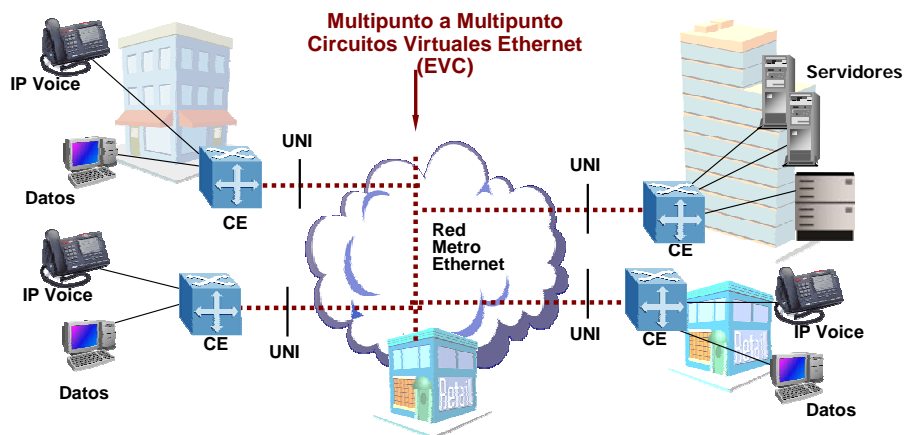 Multipunto a Multipunto
Circuitos Virtuales Ethernet
(EVC)
IP Voice
Servidores
UNI
UNI
Datos
CE
CE
Red
Metro
Ethernet
IP Voice
UNI
UNI
CE
CE
IP Voice
Datos
Retail
Retail
Datos